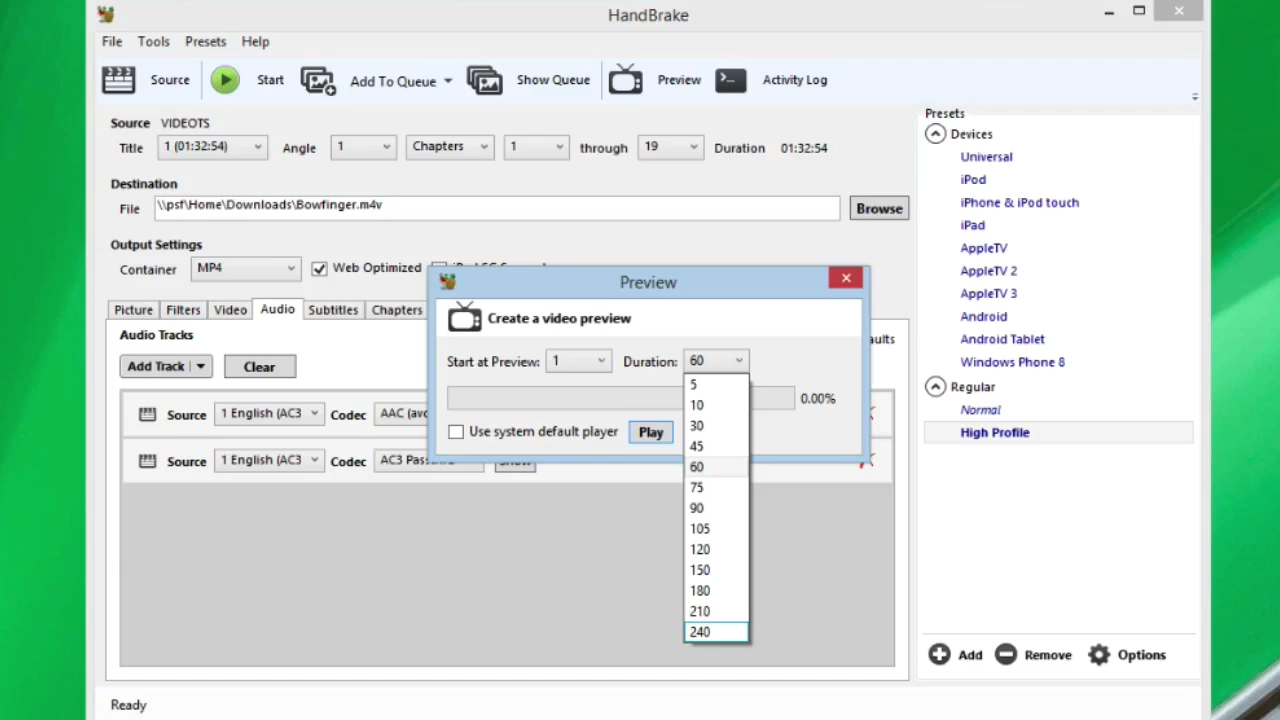 HandBrake
File Tools Presets Help
Source Start Add To Queue Show Queue Preview Activity Log
Source VIDEOTS
Title 1 (01:32:54) Angle 1 Chapters 1 through 19 Duration 01:32:54
Destination
File \\psf\Home\Downloads\Bowfinger.m4v Browse
Output Settings
Container MP4 Web Optimized
Picture Filters Video Audio Subtitles Chapters
Audio Tracks
Add Track Clear
Source 1 English (AC3 Codec AAC (avc
Source 1 English (AC3 Codec AC3
Preview
Create a video preview
Start at Preview: 1 Duration: 60
0.00%
Use system default player Play
5
10
30
45
60
75
90
105
120
150
180
210
240
Presets
Devices
Universal
iPod
iPhone & iPod touch
iPad
AppleTV
AppleTV 2
AppleTV 3
Android
Android Tablet
Windows Phone 8
Regular
Normal
High Profile
Add Remove Options
Ready